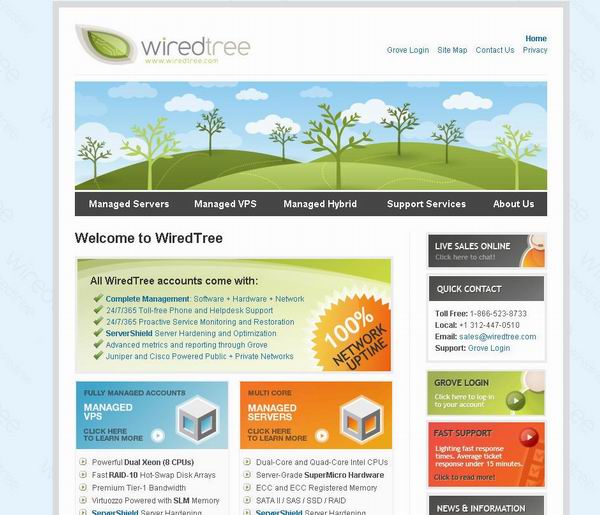 wiredtree
www.wiredtree.com
Home
Grove Login Site Map Contact Us Privacy
Managed Servers Managed VPS Managed Hybrid Support Services About Us
Welcome to WiredTree
All WiredTree accounts come with:
Complete Management: Software + Hardware + Network
24/7/365 Toll-free Phone and Helpdesk Support
24/7/365 Proactive Service Monitoring and Restoration
ServerShield Server Hardening and Optimization
Advanced metrics and reporting through Grove
Juniper and Cisco Powered Public + Private Networks
100%
NETWORK
UPTIME
FULLY MANAGED ACCOUNTS
MANAGED
VPS
CLICK HERE
TO LEARN MORE
Powerful Dual Xeon (8 CPUs)
Fast RAID-10 Hot-Swap Disk Arrays
Premium Tier-1 Bandwidth
Virtuozzo Powered with SLM Memory
ServerShield Server Hardening
MULTI CORE
MANAGED
SERVERS
CLICK HERE
TO LEARN MORE
Dual-Core and Quad-Core Intel CPUs
Server-Grade SuperMicro Hardware
ECC and ECC Registered Memory
SATA II / SAS / SSD / RAID
ServerShield Server Hardening
LIVE SALES ONLINE
Click here to chat!
QUICK CONTACT
Toll Free: 1-866-523-8733
Local: +1 312-447-0510
Email: sales@wiredtree.com
Support: Grove Login
GROVE LOGIN
Click here to log-in
to your account
FAST SUPPORT
Lighting fast response
times. Average ticket
response under 15 minutes.
Click to read more!
NEWS & INFORMATION